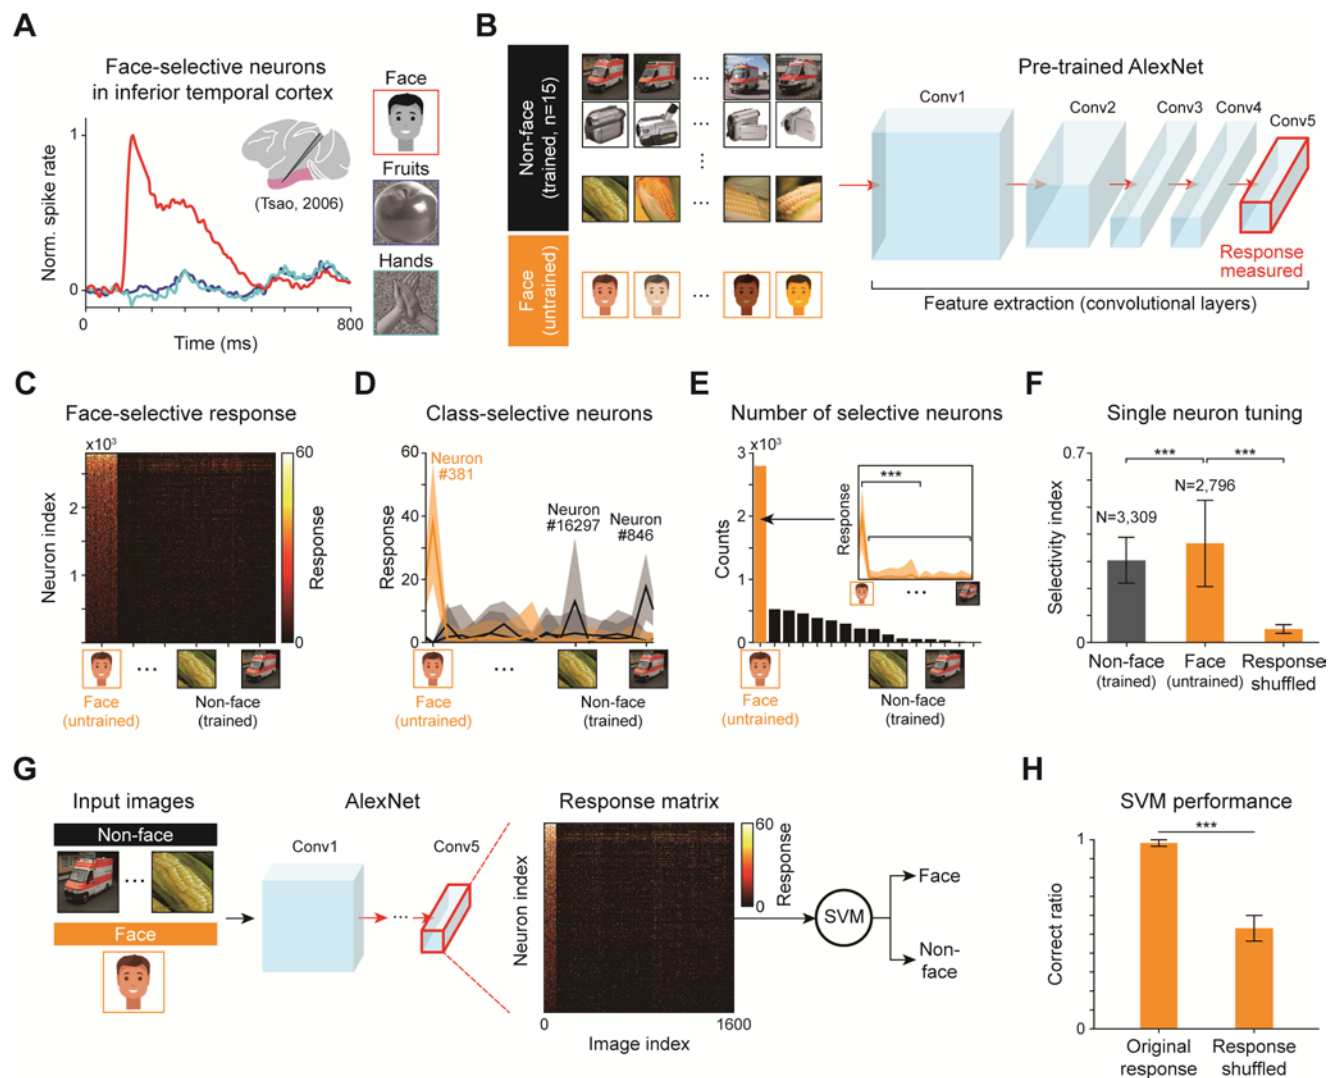 A
Face-selective neurons
in inferior temporal cortex
Norm. spike rate
1
0
(Tsao, 2006)
0
800
Time (ms)
Face
Fruits
Hands
B
Non-face
(trained, n=15)
Face
(untrained)
...
...
⋮
...
...
Pre-trained AlexNet
Conv1
Conv2
Conv3
Conv4
Conv5
Response
measured
Feature extraction (convolutional layers)
C
Face-selective response
x10³
Neuron index
2
1
60
0
Response
...
Face
(untrained)
Non-face
(trained)
D
Class-selective neurons
Response
60
40
20
0
Neuron
#381
Neuron
#16297
Neuron
#846
...
Face
(untrained)
Non-face
(trained)
E
Number of selective neurons
x10³
Counts
3
2
1
0
Response
***
...
Face
(untrained)
Non-face
(trained)
F
Single neuron tuning
Selectivity index
0.7
0
***
***
N=3,309
N=2,796
Non-face
(trained)
Face
(untrained)
Response
shuffled
G
Input images
Non-face
...
Face
AlexNet
Conv1
...
Conv5
Response matrix
Neuron index
0
1600
Image index
60
0
Response
SVM
Face
Non-
face
H
SVM performance
***
Correct ratio
1
0
Original
response
Response
shuffled